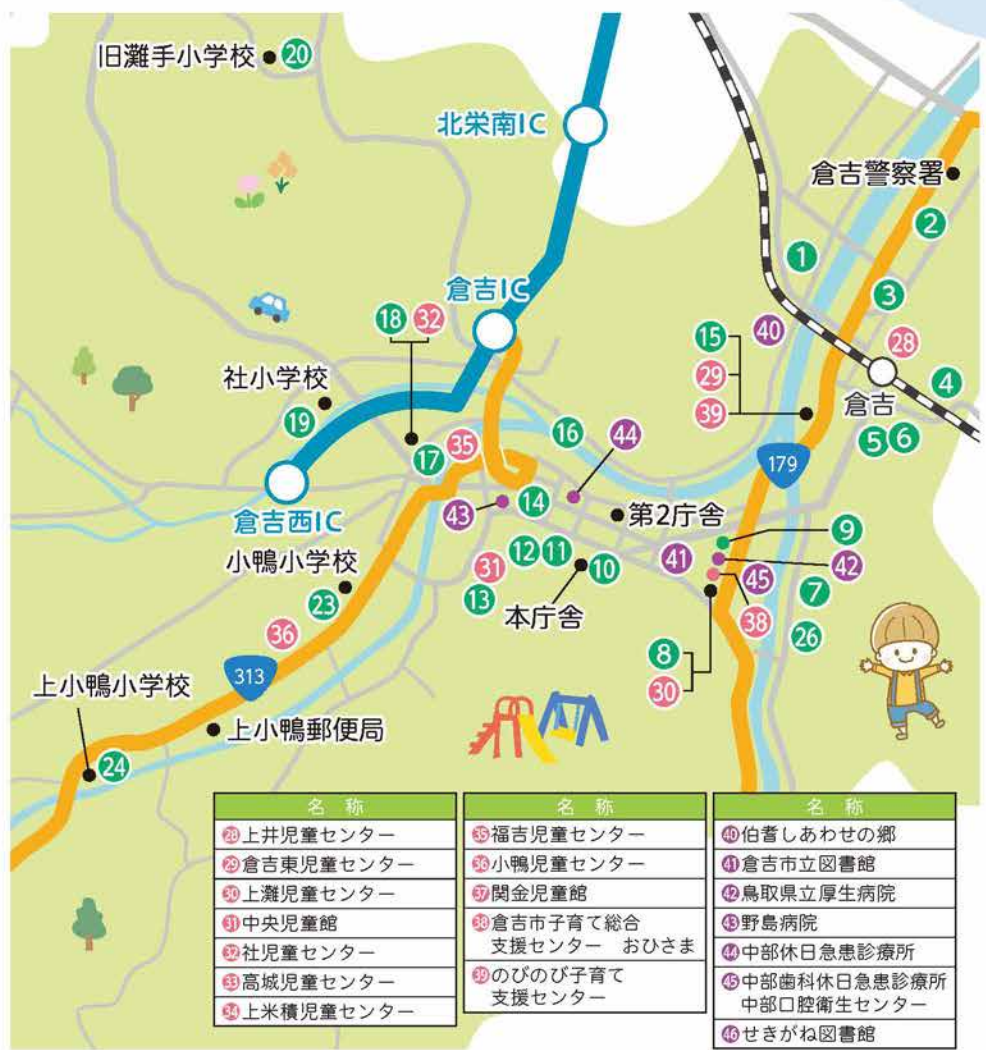 旧灘手小学校
⑳
北栄南IC
倉吉警察署
②
①
倉吉IC
③
⑱ ㉜
㊵
㉘
⑮
㉙
㊴
④
倉吉
社小学校
⑲
⑤ ⑥
⑰
㉟
⑯
㊹
179
倉吉西IC
㊸
⑭
第2庁舎
⑨
小鴨小学校
⑫ ⑪ ⑩
㊶
㊷
㉛
⑬
㊺
⑦
㉓
本庁舎
㊳
㊱
⑧
㉚
㉖
313
上小鴨小学校
上小鴨郵便局
㉔
名 称
㉘上井児童センター
㉙倉吉東児童センター
㉚上灘児童センター
㉛中央児童館
㉜社児童センター
㉝高城児童センター
㉞上米積児童センター
名 称
㉟福吉児童センター
㊱小鴨児童センター
㊲関金児童館
㊳倉吉市子育て総合
支援センター おひさま
㊴のびのび子育て
支援センター
名 称
㊵伯耆しあわせの郷
㊶倉吉市立図書館
㊷鳥取県立厚生病院
㊸野島病院
㊹中部休日急患診療所
㊺中部歯科休日急患診療所
中部口腔衛生センター
㊻せきがね図書館